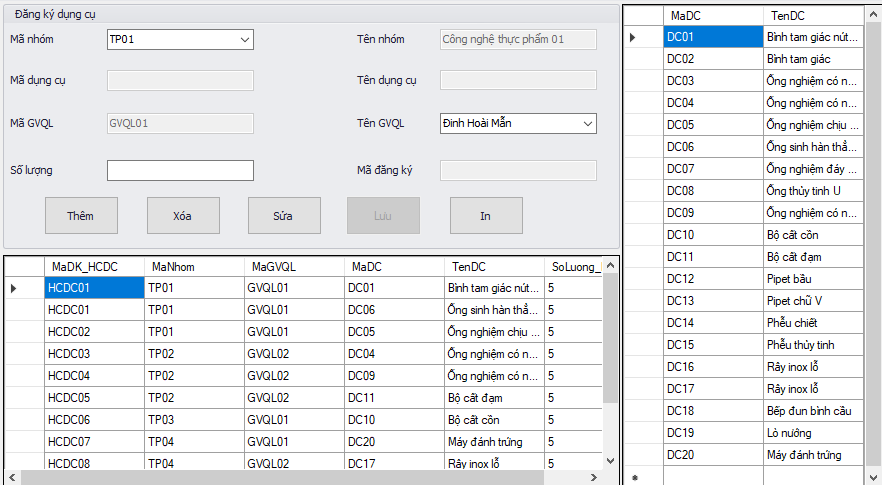 Đăng ký dụng cụ
Mã nhóm TP01 Tên nhóm Công nghệ thực phẩm 01
Mã dụng cụ Tên dụng cụ
Mã GVQL GVQL01 Tên GVQL Đinh Hoài Mẫn
Số lượng Mã đăng ký
Thêm Xóa Sửa Lưu In
MaDK_HCDC MaNhom MaGVQL MaDC TenDC SoLuong_
HCDC01 TP01 GVQL01 DC01 Bình tam giác nút... 5
HCDC01 TP01 GVQL01 DC06 Ống sinh hàn thẳ... 5
HCDC02 TP01 GVQL01 DC05 Ống nghiệm chịu ... 5
HCDC03 TP02 GVQL02 DC04 Ống nghiệm có n... 5
HCDC04 TP02 GVQL02 DC09 Ống nghiệm có n... 5
HCDC05 TP02 GVQL02 DC11 Bộ cất đạm 5
HCDC06 TP03 GVQL01 DC10 Bộ cất cồn 5
HCDC07 TP04 GVQL01 DC20 Máy đánh trứng 5
HCDC08 TP04 GVQL02 DC17 Rây inox lỗ 5
MaDC TenDC
DC01 Bình tam giác nút...
DC02 Bình tam giác
DC03 Ống nghiệm có n...
DC04 Ống nghiệm có n...
DC05 Ống nghiệm chịu ...
DC06 Ống sinh hàn thẳ...
DC07 Ống nghiệm đáy ...
DC08 Ống thủy tinh U
DC09 Ống nghiệm có n...
DC10 Bộ cất cồn
DC11 Bộ cất đạm
DC12 Pipet bầu
DC13 Pipet chữ V
DC14 Phễu chiết
DC15 Phễu thủy tinh
DC16 Rây inox lỗ
DC17 Rây inox lỗ
DC18 Bếp đun bình cầu
DC19 Lò nướng
DC20 Máy đánh trứng